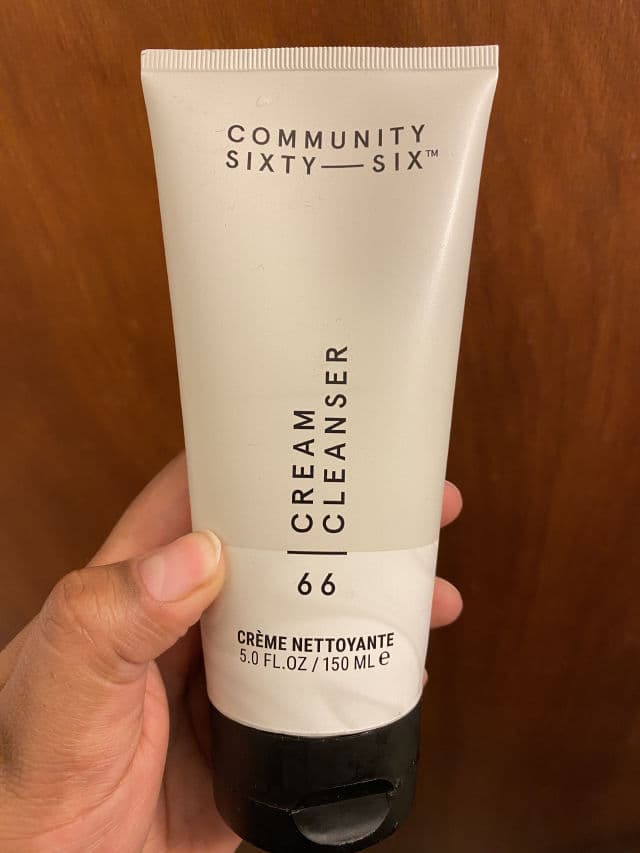 COMMUNITY
SIXTY—SIX™
CREAM
CLEANSER
66
CRÈME NETTOYANTE
5.0 FL.OZ / 150 ML ℮